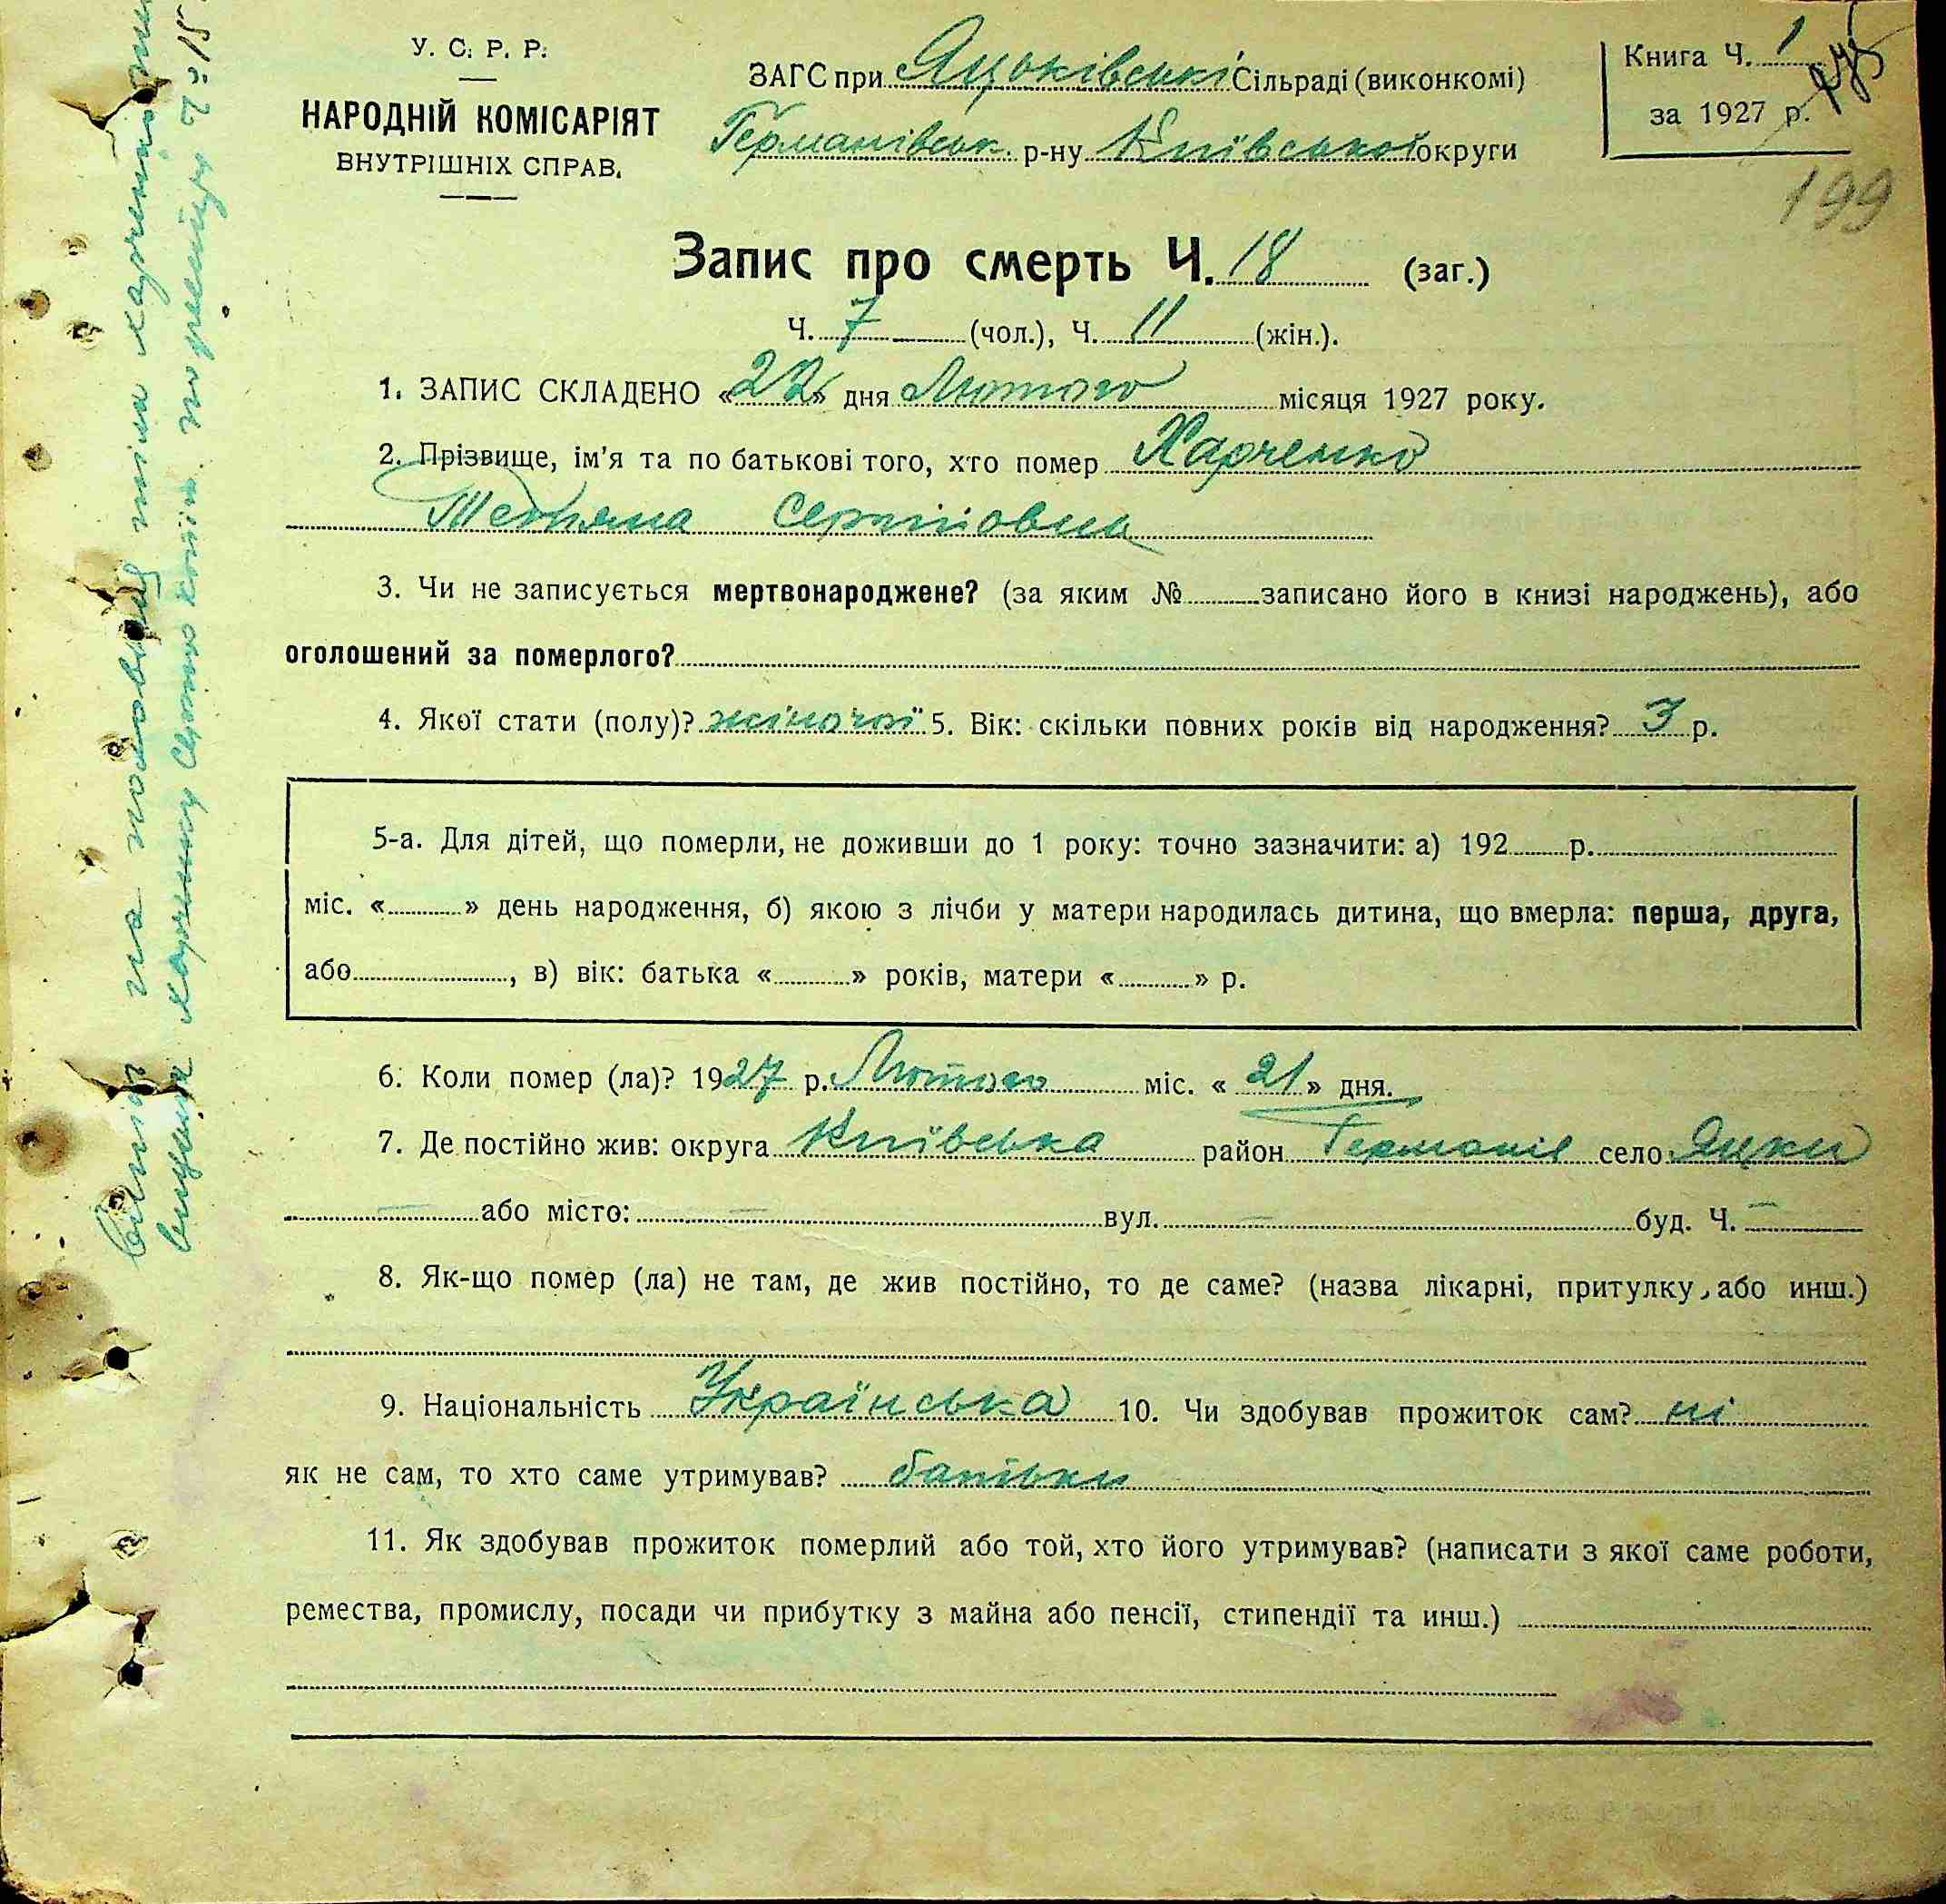 У. С. Р. Р.
НАРОДНІЙ КОМІСАРІЯТ
ВНУТРІШНІХ СПРАВ.
ЗАГС при Яцьківські Сільраді (виконкомі)
Германівськ. р-ну Київської округи
Книга Ч. 1
за 1927 р.
199
Запис про смерть Ч. 18 (заг.)
Ч. 7 (чол.), Ч. 11 (жін.).
1. ЗАПИС СКЛАДЕНО «22» дня Лютого місяця 1927 року.
2. Прізвище, ім'я та по батькові того, хто помер Харченко
Тетяна
3. Чи не записується мертвонароджене? (за яким № записано його в книзі народжень), або
оголошений за померлого?
4. Якої стати (полу)? жіночої 5. Вік: скільки повних років від народження? 3 р.
5-а. Для дітей, що померли, не доживши до 1 року: точно зазначити: а) 192 р.
міс. « » день народження, б) якою з лічби у матери народилась дитина, що вмерла: перша, друга,
або , в) вік: батька « » років, матери « » р.
6. Коли помер (ла)? 1927 р. Лютого міс. «21» дня.
7. Де постійно жив: округа Київська район Германів село Яцки
або місто: вул. буд. Ч.
8. Як-що помер (ла) не там, де жив постійно, то де саме? (назва лікарні, притулку, або инш.)
9. Національність Українська 10. Чи здобував прожиток сам? ні
як не сам, то хто саме утримував? батьки
11. Як здобував прожиток померлий або той, хто його утримував? (написати з якої саме роботи,
ремества, промислу, посади чи прибутку з майна або пенсії, стипендії та инш.)